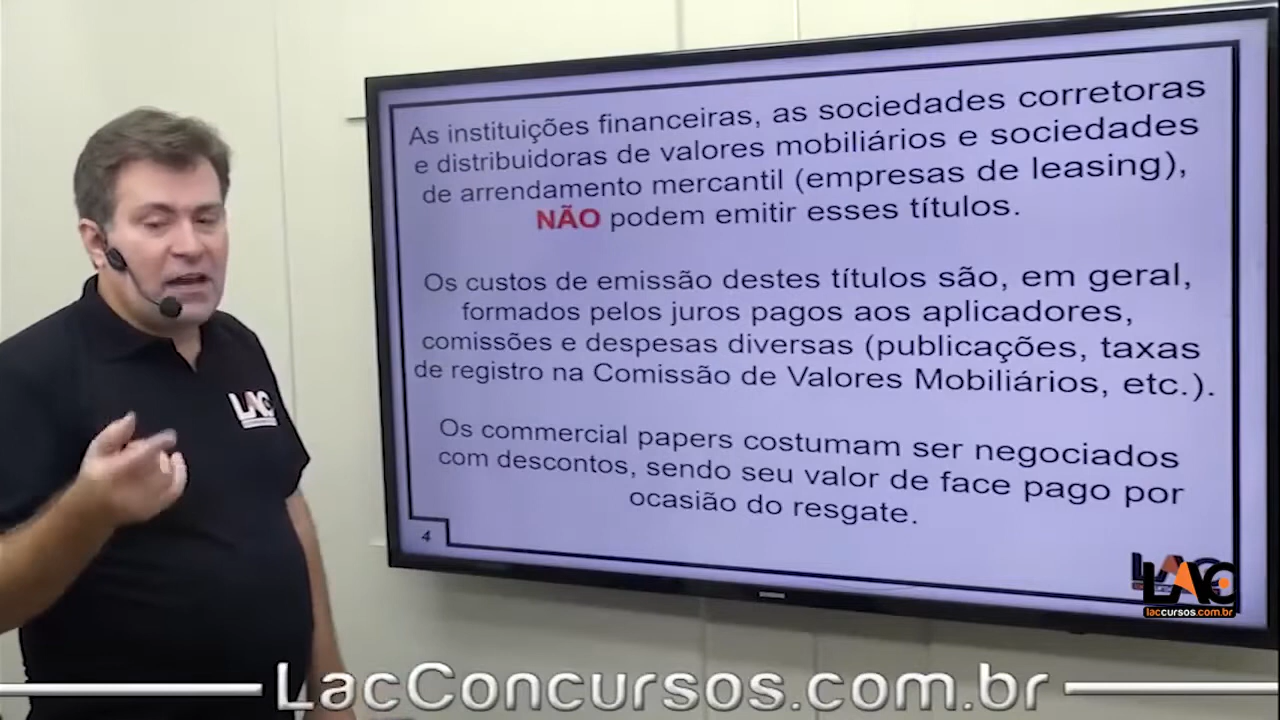 As instituições financeiras, as sociedades corretoras
e distribuidoras de valores mobiliários e sociedades
de arrendamento mercantil (empresas de leasing),
NÃO podem emitir esses títulos.
Os custos de emissão destes títulos são, em geral,
formados pelos juros pagos aos aplicadores,
comissões e despesas diversas (publicações, taxas
de registro na Comissão de Valores Mobiliários, etc.).
Os commercial papers costumam ser negociados
com descontos, sendo seu valor de face pago por
ocasião do resgate.
4
LAC
LAC
LAC
laccursos.com.br
LacConcursos.com.br